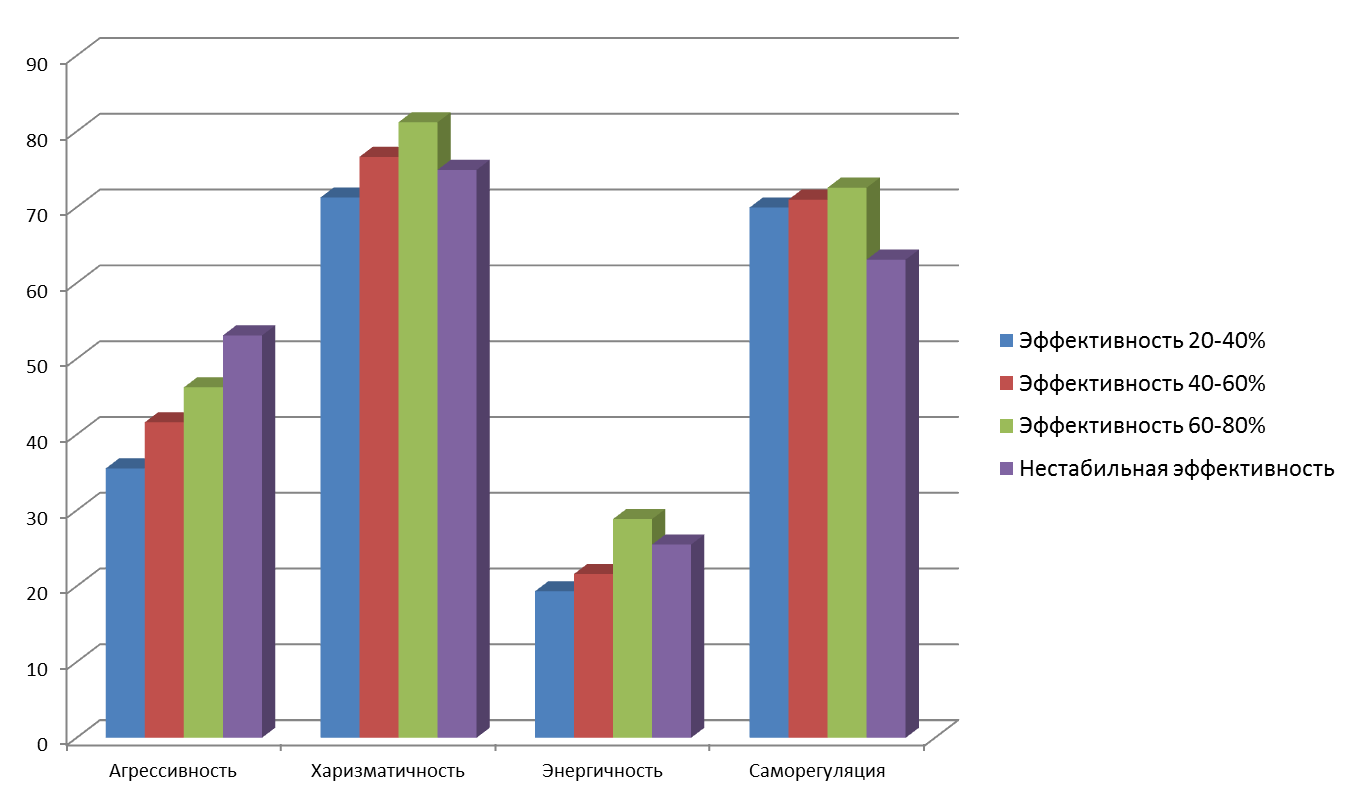 90
80
70
60
50
40
30
20
10
0
Агрессивность
Харизматичность
Энергичность
Саморегуляция
Эффективность 20-40%
Эффективность 40-60%
Эффективность 60-80%
Нестабильная эффективность